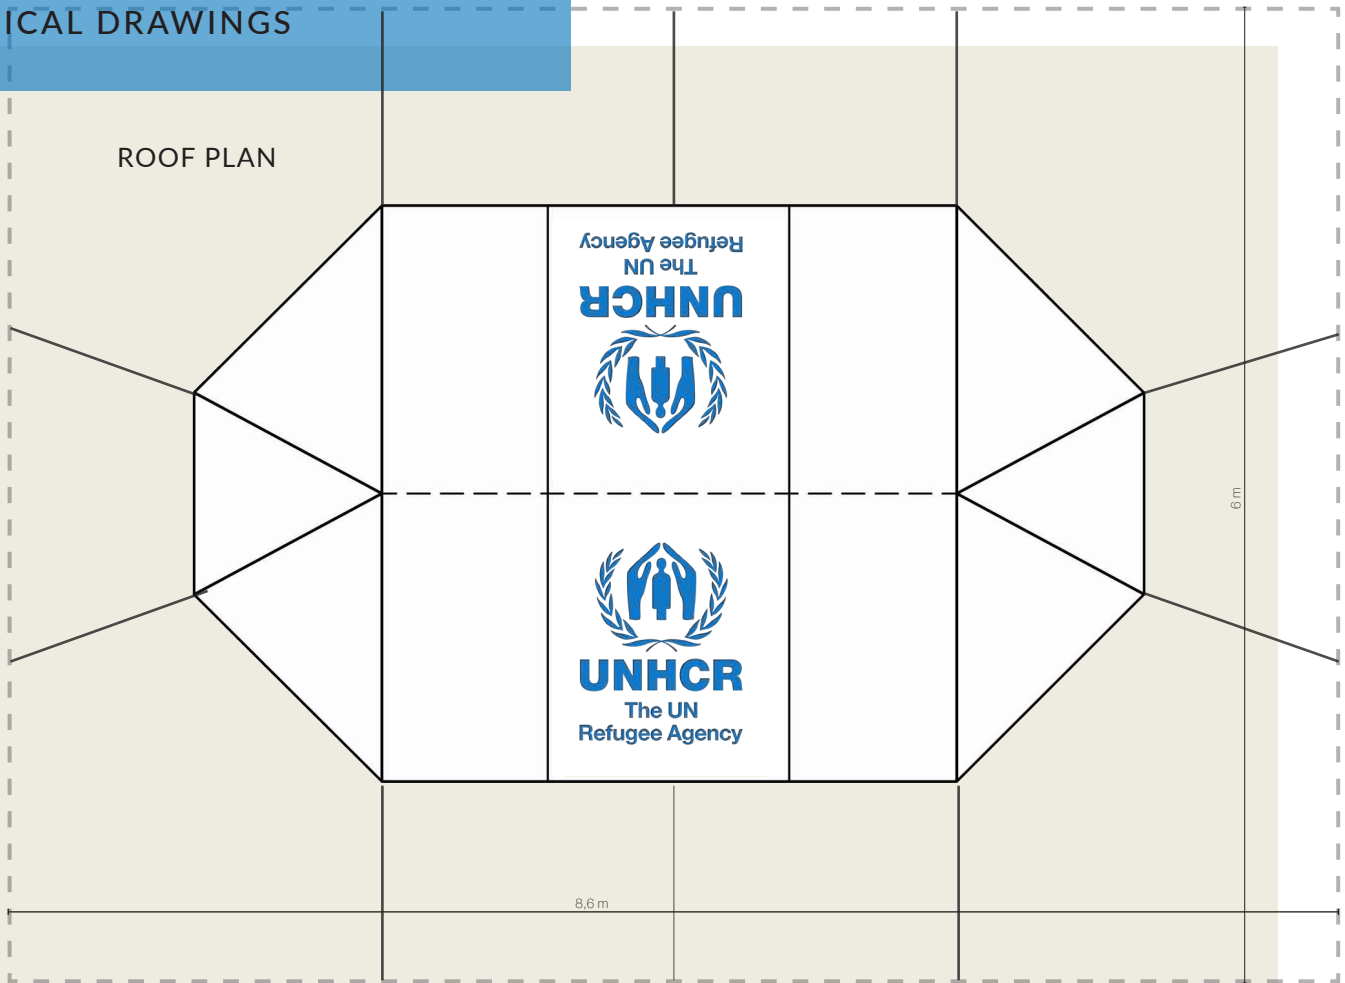 ICAL DRAWINGS
ROOF PLAN
Refugee Agency
The UN
UNHCR
6 m
UNHCR
The UN
Refugee Agency
8,6 m